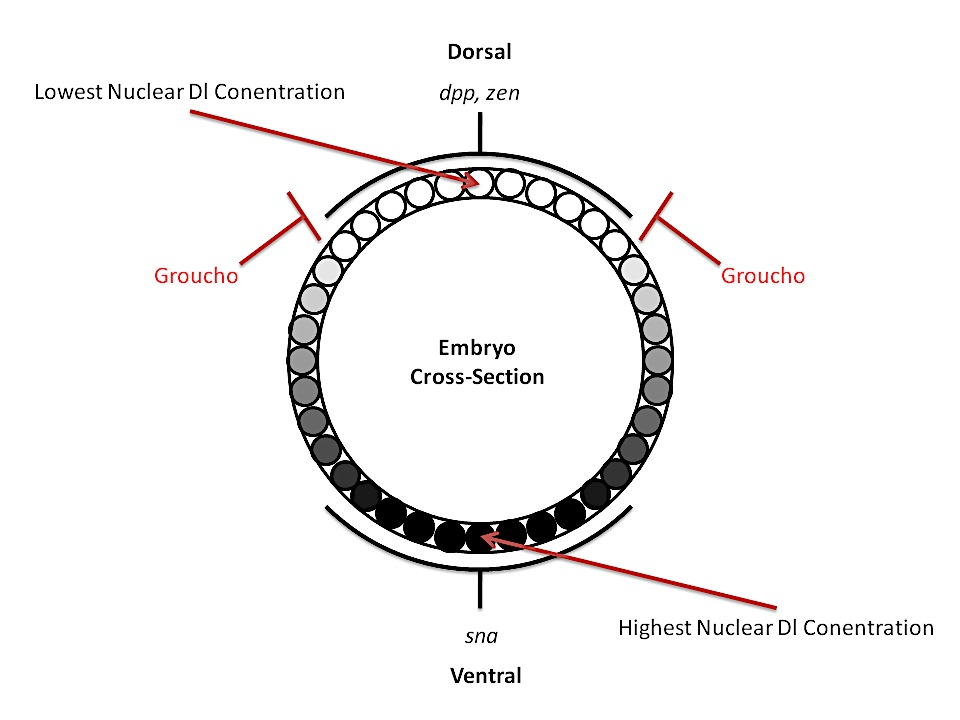 Dorsal
Lowest Nuclear Dl Conentration
dpp, zen
Groucho
Groucho
Embryo
Cross-Section
sna
Highest Nuclear Dl Conentration
Ventral